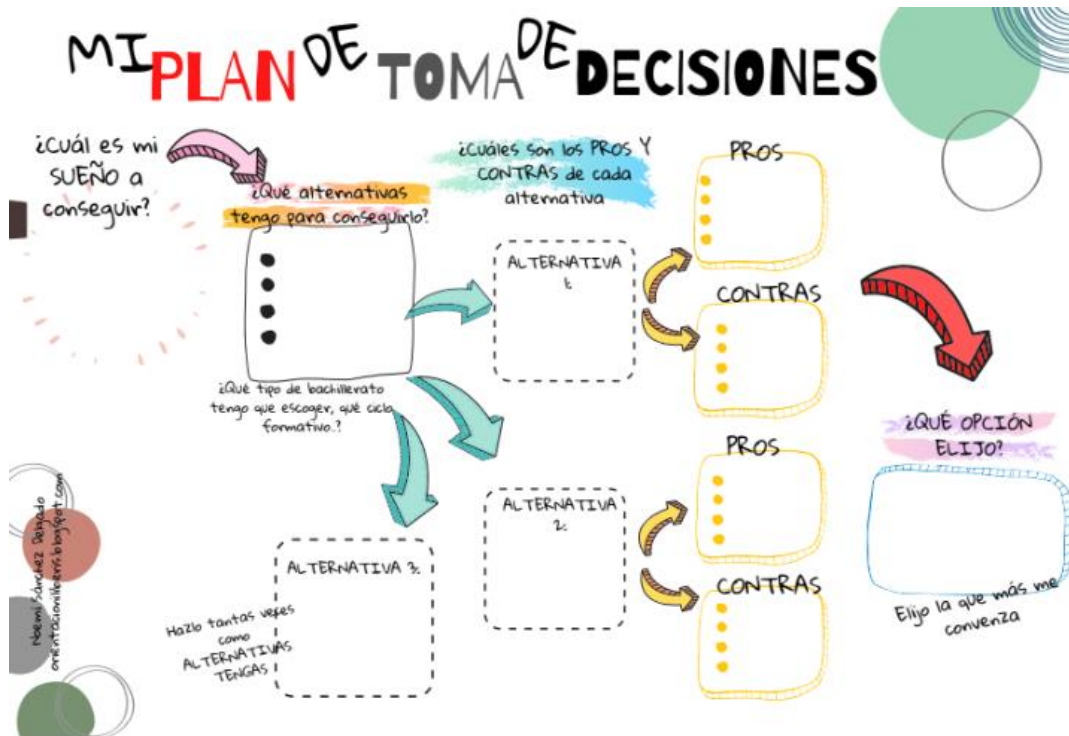 MI PLAN DE TOMA DE DECISIONES
¿Cuál es mi
SUEÑO a
conseguir?
¿Qué alternativas
tengo para conseguirlo?
¿Qué tipo de bachillerato
tengo que escoger, qué ciclo
formativo..?
¿Cuáles son los PROS Y
CONTRAS de cada
alternativa
ALTERNATIVA
1:
PROS
CONTRAS
ALTERNATIVA
2:
PROS
CONTRAS
ALTERNATIVA 3:
Hazlo tantas veces
como
ALTERNATIVAS
TENGAS
¿QUÉ OPCIÓN
ELIJO?
Elijo la que más me
convenza
Noemí Sánchez Delgado